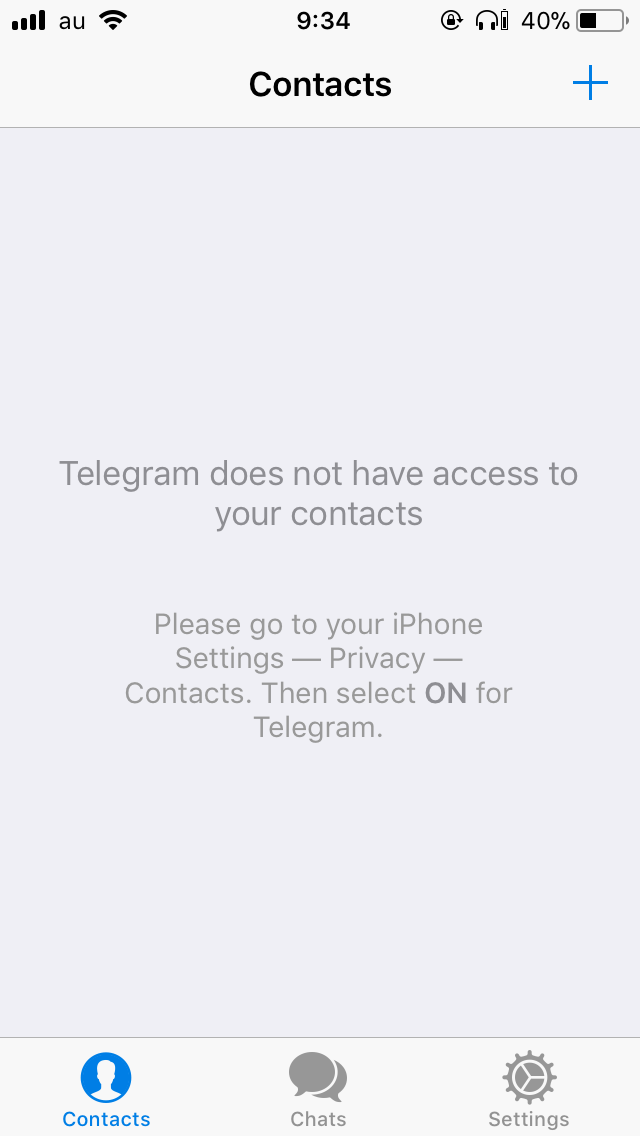 au 9:34 40%
Contacts
Telegram does not have access to
your contacts
Please go to your iPhone
Settings — Privacy —
Contacts. Then select ON for
Telegram.
Contacts Chats Settings